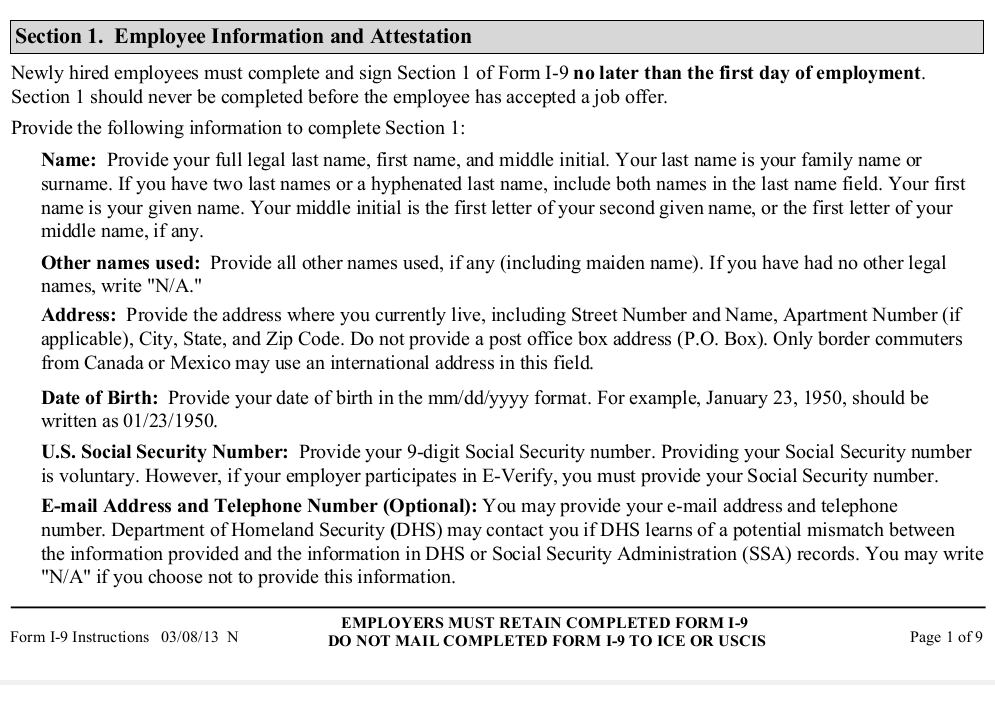 Section 1. Employee Information and Attestation
Newly hired employees must complete and sign Section 1 of Form I-9 no later than the first day of employment.
Section 1 should never be completed before the employee has accepted a job offer.
Provide the following information to complete Section 1:
Name: Provide your full legal last name, first name, and middle initial. Your last name is your family name or
surname. If you have two last names or a hyphenated last name, include both names in the last name field. Your first
name is your given name. Your middle initial is the first letter of your second given name, or the first letter of your
middle name, if any.
Other names used: Provide all other names used, if any (including maiden name). If you have had no other legal
names, write "N/A."
Address: Provide the address where you currently live, including Street Number and Name, Apartment Number (if
applicable), City, State, and Zip Code. Do not provide a post office box address (P.O. Box). Only border commuters
from Canada or Mexico may use an international address in this field.
Date of Birth: Provide your date of birth in the mm/dd/yyyy format. For example, January 23, 1950, should be
written as 01/23/1950.
U.S. Social Security Number: Provide your 9-digit Social Security number. Providing your Social Security number
is voluntary. However, if your employer participates in E-Verify, you must provide your Social Security number.
E-mail Address and Telephone Number (Optional): You may provide your e-mail address and telephone
number. Department of Homeland Security (DHS) may contact you if DHS learns of a potential mismatch between
the information provided and the information in DHS or Social Security Administration (SSA) records. You may write
"N/A" if you choose not to provide this information.
EMPLOYERS MUST RETAIN COMPLETED FORM I-9
Form I-9 Instructions 03/08/13 N
DO NOT MAIL COMPLETED FORM I-9 TO ICE OR USCIS
Page 1 of 9